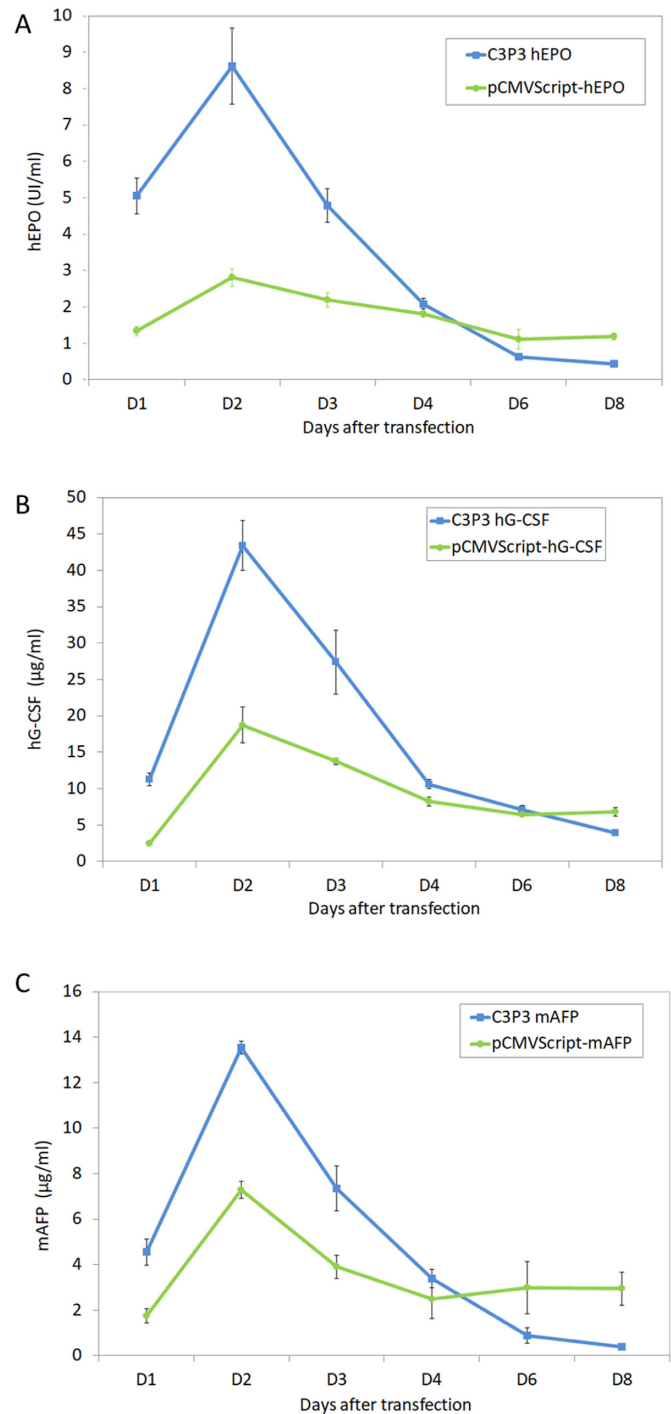 A
C3P3 hEPO
pCMVScript-hEPO
hEPO (UI/ml)
10
9
8
7
6
5
4
3
2
1
0
D1 D2 D3 D4 D6 D8
Days after transfection
B
C3P3 hG-CSF
pCMVScript-hG-CSF
hG-CSF (µg/ml)
50
45
40
35
30
25
20
15
10
5
0
D1 D2 D3 D4 D6 D8
Days after transfection
C
C3P3 mAFP
pCMVScript-mAFP
mAFP (µg/ml)
16
14
12
10
8
6
4
2
0
D1 D2 D3 D4 D6 D8
Days after transfection